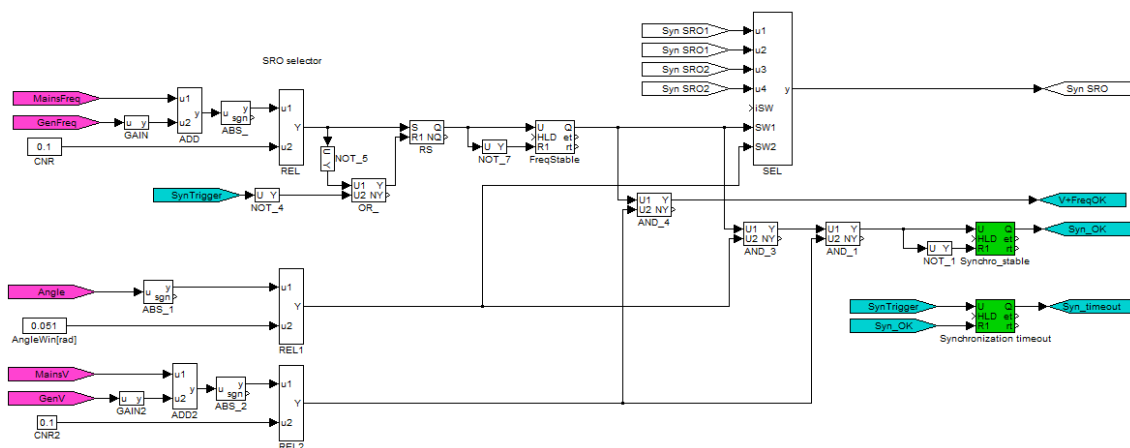 Syn SRO1
u1
Syn SRO1
u2
Syn SRO2
u3
Syn SRO2
u4
y
Syn SRO
iSW
SW1
SW2
SEL
SRO selector
MainsFreq
u1
y
u2
ADD
GenFreq
u y
GAIN
u y
sgn
ABS_
u1
Y
u2
REL
0.1
CNR
U Y
NOT_5
S Q
R1 NQ
RS
U Y
NOT_7
U Q
HLD et
R1 rt
FreqStable
SynTrigger
U Y
NOT_4
U1 Y
U2 NY
OR_
U1 Y
U2 NY
AND_4
V+FreqOK
U1 Y
U2 NY
AND_3
U1 Y
U2 NY
AND_1
U Y
NOT_1
U Q
HLD et
R1 rt
Synchro_stable
Syn_OK
Angle
u y
sgn
ABS_1
u1
Y
u2
REL1
0.051
AngleWin[rad]
SynTrigger
Syn_OK
U Q
HLD et
R1 rt
Synchronization timeout
Syn_timeout
MainsV
u1
y
u2
ADD2
GenV
u y
GAIN2
u y
sgn
ABS_2
u1
Y
u2
REL2
0.1
CNR2